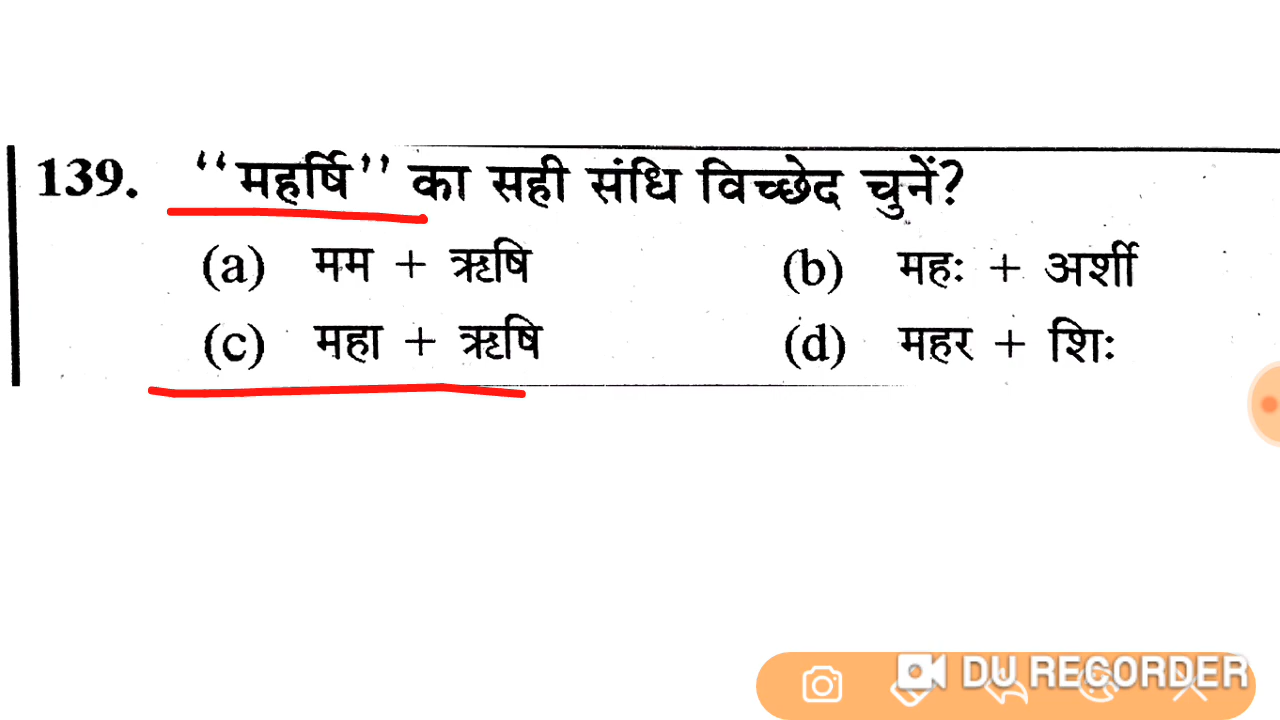 139. “महर्षि” का सही संधि विच्छेद चुनें?
(a) मम + ऋषि (b) महः + अर्शी
(c) महा + ऋषि (d) महर + शिः
DU RECORDER